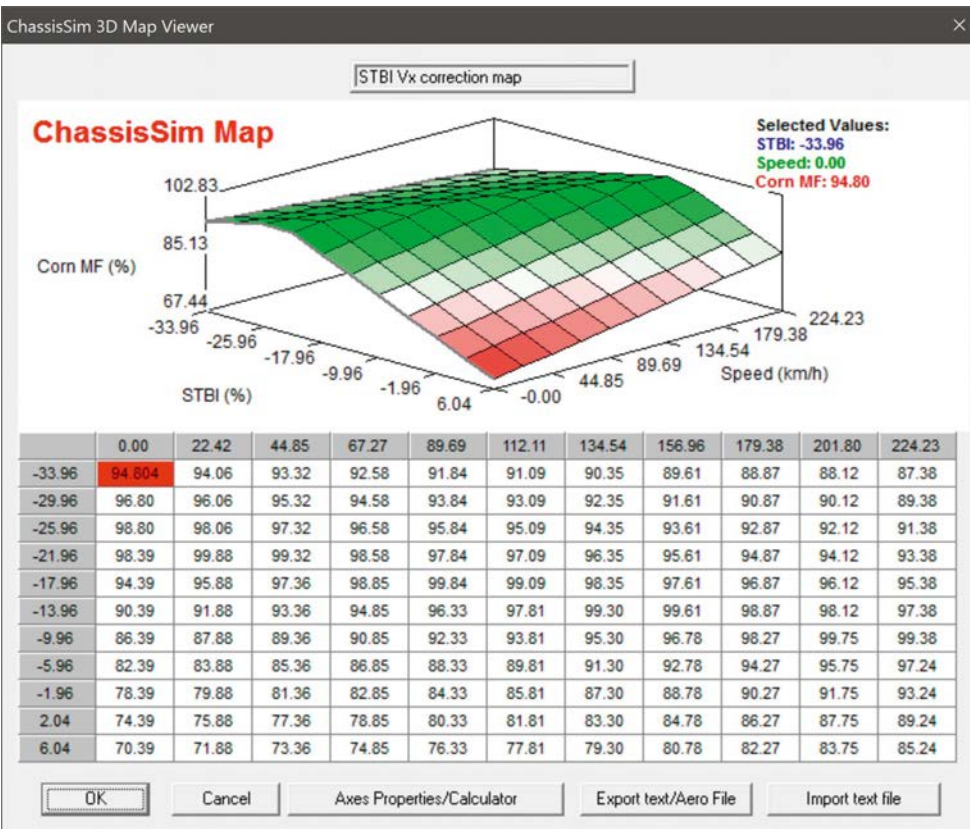 ChassisSim 3D Map Viewer
STBI Vx correction map
ChassisSim Map
Selected Values:
STBI: -33.96
Speed: 0.00
Corn MF: 94.80
102.83
85.13
Corn MF (%)
67.44
-33.96
-25.96
-17.96
-9.96
-1.96
6.04
STBI (%)
-0.00
44.85
89.69
134.54
179.38
224.23
Speed (km/h)
0.00 22.42 44.85 67.27 89.69 112.11 134.54 156.96 179.38 201.80 224.23
-33.96 94.804 94.06 93.32 92.58 91.84 91.09 90.35 89.61 88.87 88.12 87.38
-29.96 96.80 96.06 95.32 94.58 93.84 93.09 92.35 91.61 90.87 90.12 89.38
-25.96 98.80 98.06 97.32 96.58 95.84 95.09 94.35 93.61 92.87 92.12 91.38
-21.96 98.39 99.88 99.32 98.58 97.84 97.09 96.35 95.61 94.87 94.12 93.38
-17.96 94.39 95.88 97.36 98.85 99.84 99.09 98.35 97.61 96.87 96.12 95.38
-13.96 90.39 91.88 93.36 94.85 96.33 97.81 99.30 99.61 98.87 98.12 97.38
-9.96 86.39 87.88 89.36 90.85 92.33 93.81 95.30 96.78 98.27 99.75 99.38
-5.96 82.39 83.88 85.36 86.85 88.33 89.81 91.30 92.78 94.27 95.75 97.24
-1.96 78.39 79.88 81.36 82.85 84.33 85.81 87.30 88.78 90.27 91.75 93.24
2.04 74.39 75.88 77.36 78.85 80.33 81.81 83.30 84.78 86.27 87.75 89.24
6.04 70.39 71.88 73.36 74.85 76.33 77.81 79.30 80.78 82.27 83.75 85.24
OK Cancel Axes Properties/Calculator Export text/Aero File Import text file